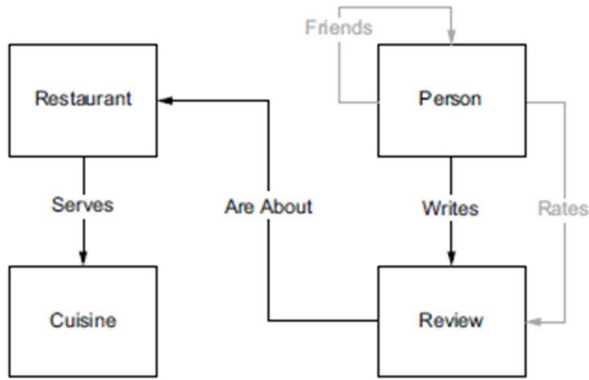 Friends
Restaurant
Person
Serves
Are About
Writes
Rates
Cuisine
Review